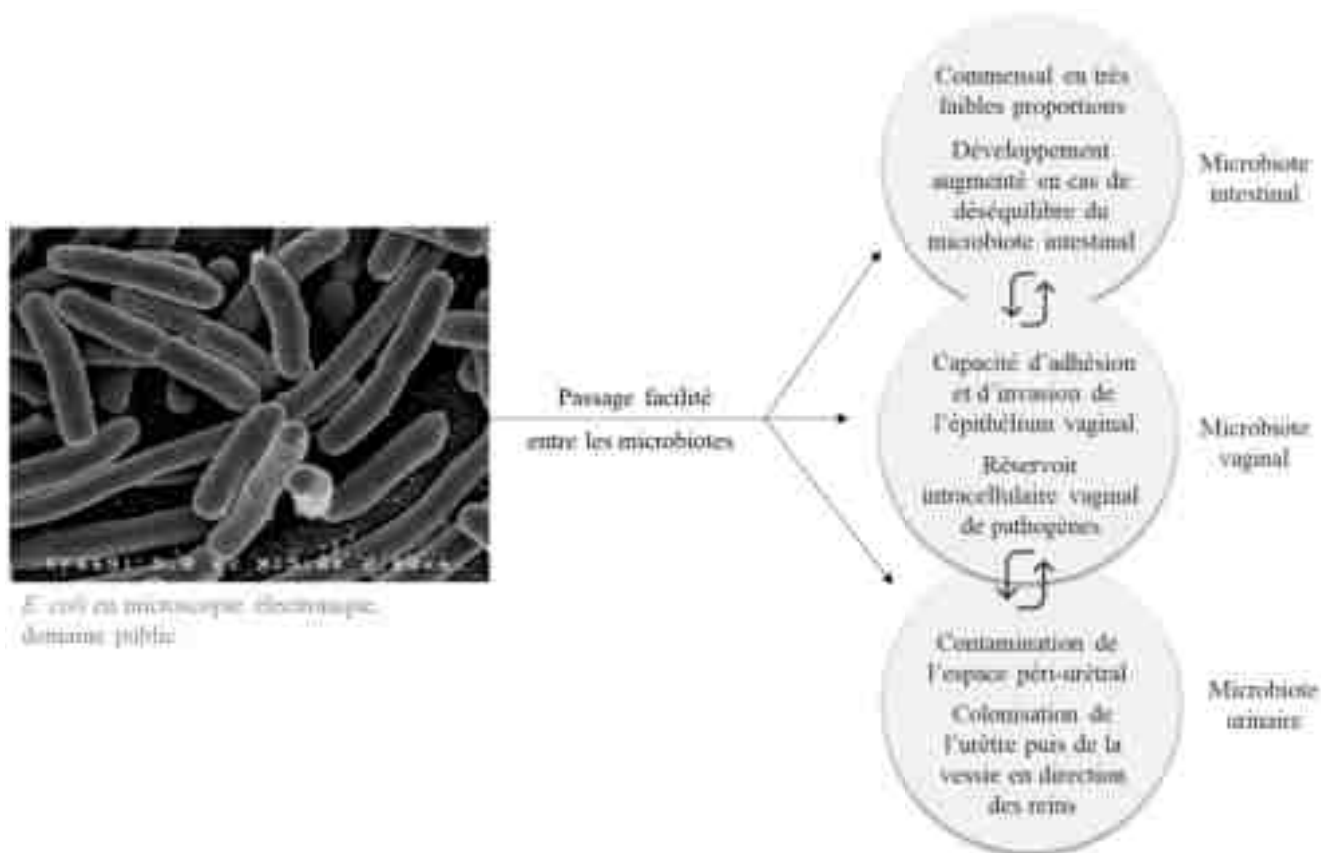 Commensal en très
faibles proportions
Développement
augmenté en cas de
déséquilibre du
microbiote intestinal
Microbiote
intestinal
Passage facilité
entre les microbiotes
Capacité d'adhésion
et d'invasion de
l'épithélium vaginal
Réservoir
intracellulaire vaginal
de pathogènes
Microbiote
vaginal
E. coli en microscopie électronique,
domaine public
Contamination de
l'espace péri-urétral
Colonisation de
l'urètre puis de la
vessie en direction
des reins
Microbiote
urinaire